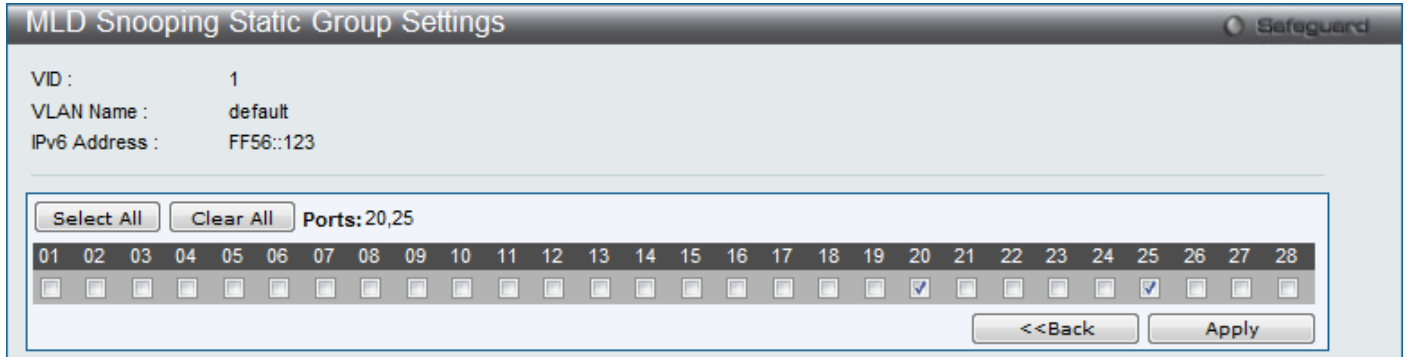 MLD Snooping Static Group Settings Safeguard
VID : 1
VLAN Name : default
IPv6 Address : FF56::123
Select All Clear All Ports: 20,25
01 02 03 04 05 06 07 08 09 10 11 12 13 14 15 16 17 18 19 20 21 22 23 24 25 26 27 28
<<Back Apply